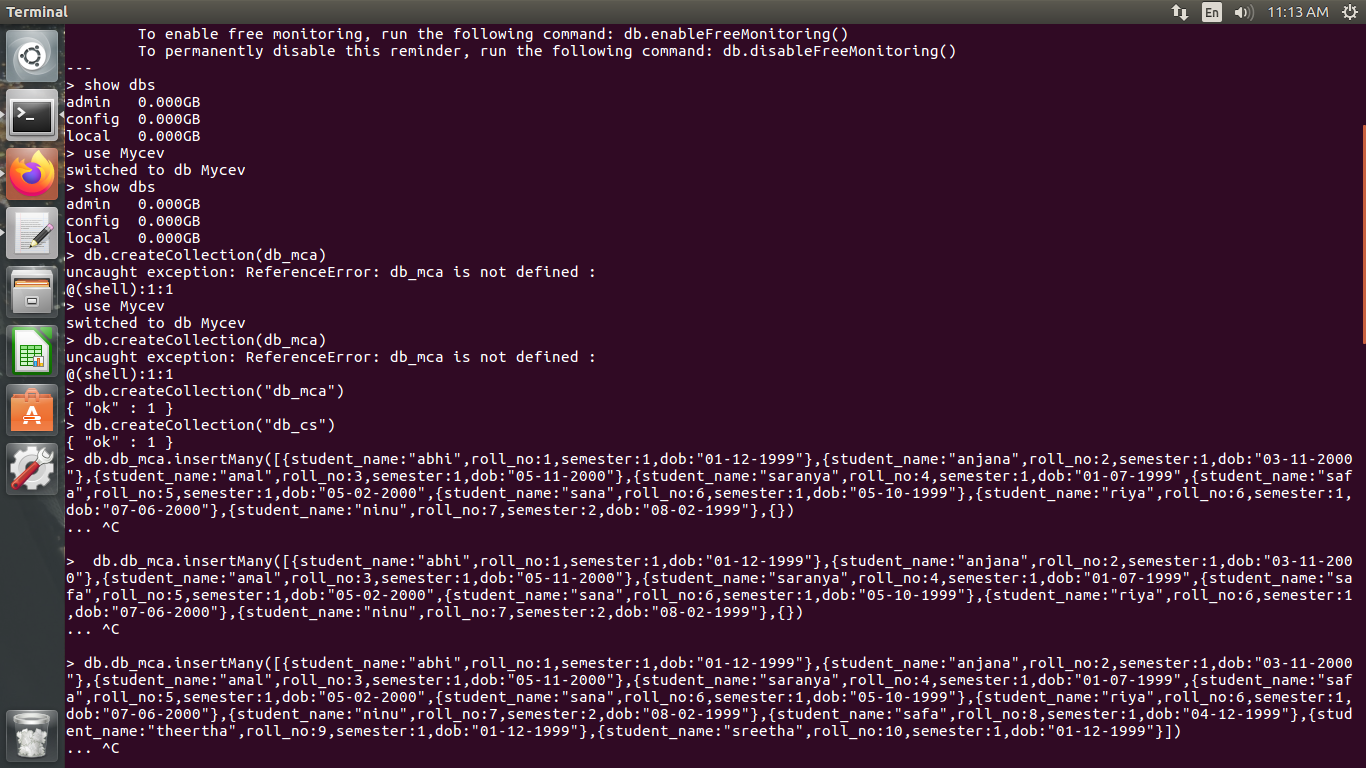 Terminal
En
11:13 AM
To enable free monitoring, run the following command: db.enableFreeMonitoring()
To permanently disable this reminder, run the following command: db.disableFreeMonitoring()
---
> show dbs
admin   0.000GB
config  0.000GB
local   0.000GB
> use Mycev
switched to db Mycev
> show dbs
admin   0.000GB
config  0.000GB
local   0.000GB
> db.createCollection(db_mca)
uncaught exception: ReferenceError: db_mca is not defined :
@(shell):1:1
> use Mycev
switched to db Mycev
> db.createCollection(db_mca)
uncaught exception: ReferenceError: db_mca is not defined :
@(shell):1:1
> db.createCollection("db_mca")
{ "ok" : 1 }
> db.createCollection("db_cs")
{ "ok" : 1 }
> db.db_mca.insertMany([{student_name:"abhi",roll_no:1,semester:1,dob:"01-12-1999"},{student_name:"anjana",roll_no:2,semester:1,dob:"03-11-2000
"},{student_name:"amal",roll_no:3,semester:1,dob:"05-11-2000"},{student_name:"saranya",roll_no:4,semester:1,dob:"01-07-1999",{student_name:"saf
a",roll_no:5,semester:1,dob:"05-02-2000",{student_name:"sana",roll_no:6,semester:1,dob:"05-10-1999"},{student_name:"riya",roll_no:6,semester:1,
dob:"07-06-2000"},{student_name:"ninu",roll_no:7,semester:2,dob:"08-02-1999"},{})
... ^C
>  db.db_mca.insertMany([{student_name:"abhi",roll_no:1,semester:1,dob:"01-12-1999"},{student_name:"anjana",roll_no:2,semester:1,dob:"03-11-200
0"},{student_name:"amal",roll_no:3,semester:1,dob:"05-11-2000"},{student_name:"saranya",roll_no:4,semester:1,dob:"01-07-1999",{student_name:"sa
fa",roll_no:5,semester:1,dob:"05-02-2000",{student_name:"sana",roll_no:6,semester:1,dob:"05-10-1999"},{student_name:"riya",roll_no:6,semester:1
,dob:"07-06-2000"},{student_name:"ninu",roll_no:7,semester:2,dob:"08-02-1999"},{})
... ^C
> db.db_mca.insertMany([{student_name:"abhi",roll_no:1,semester:1,dob:"01-12-1999"},{student_name:"anjana",roll_no:2,semester:1,dob:"03-11-2000
"},{student_name:"amal",roll_no:3,semester:1,dob:"05-11-2000"},{student_name:"saranya",roll_no:4,semester:1,dob:"01-07-1999",{student_name:"saf
a",roll_no:5,semester:1,dob:"05-02-2000",{student_name:"sana",roll_no:6,semester:1,dob:"05-10-1999"},{student_name:"riya",roll_no:6,semester:1,
dob:"07-06-2000"},{student_name:"ninu",roll_no:7,semester:2,dob:"08-02-1999"},{student_name:"safa",roll_no:8,semester:1,dob:"04-12-1999"},{stud
ent_name:"theertha",roll_no:9,semester:1,dob:"01-12-1999"},{student_name:"sreetha",roll_no:10,semester:1,dob:"01-12-1999"}])
... ^C